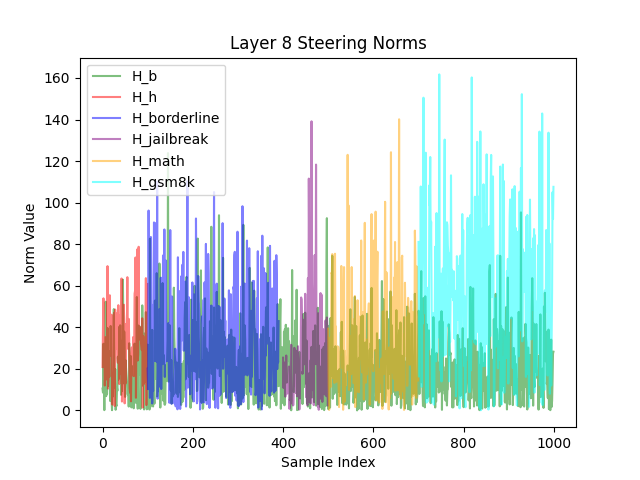 Layer 8 Steering Norms
H_b
H_h
H_borderline
H_jailbreak
H_math
H_gsm8k
Norm Value
160
140
120
100
80
60
40
20
0
0 200 400 600 800 1000
Sample Index